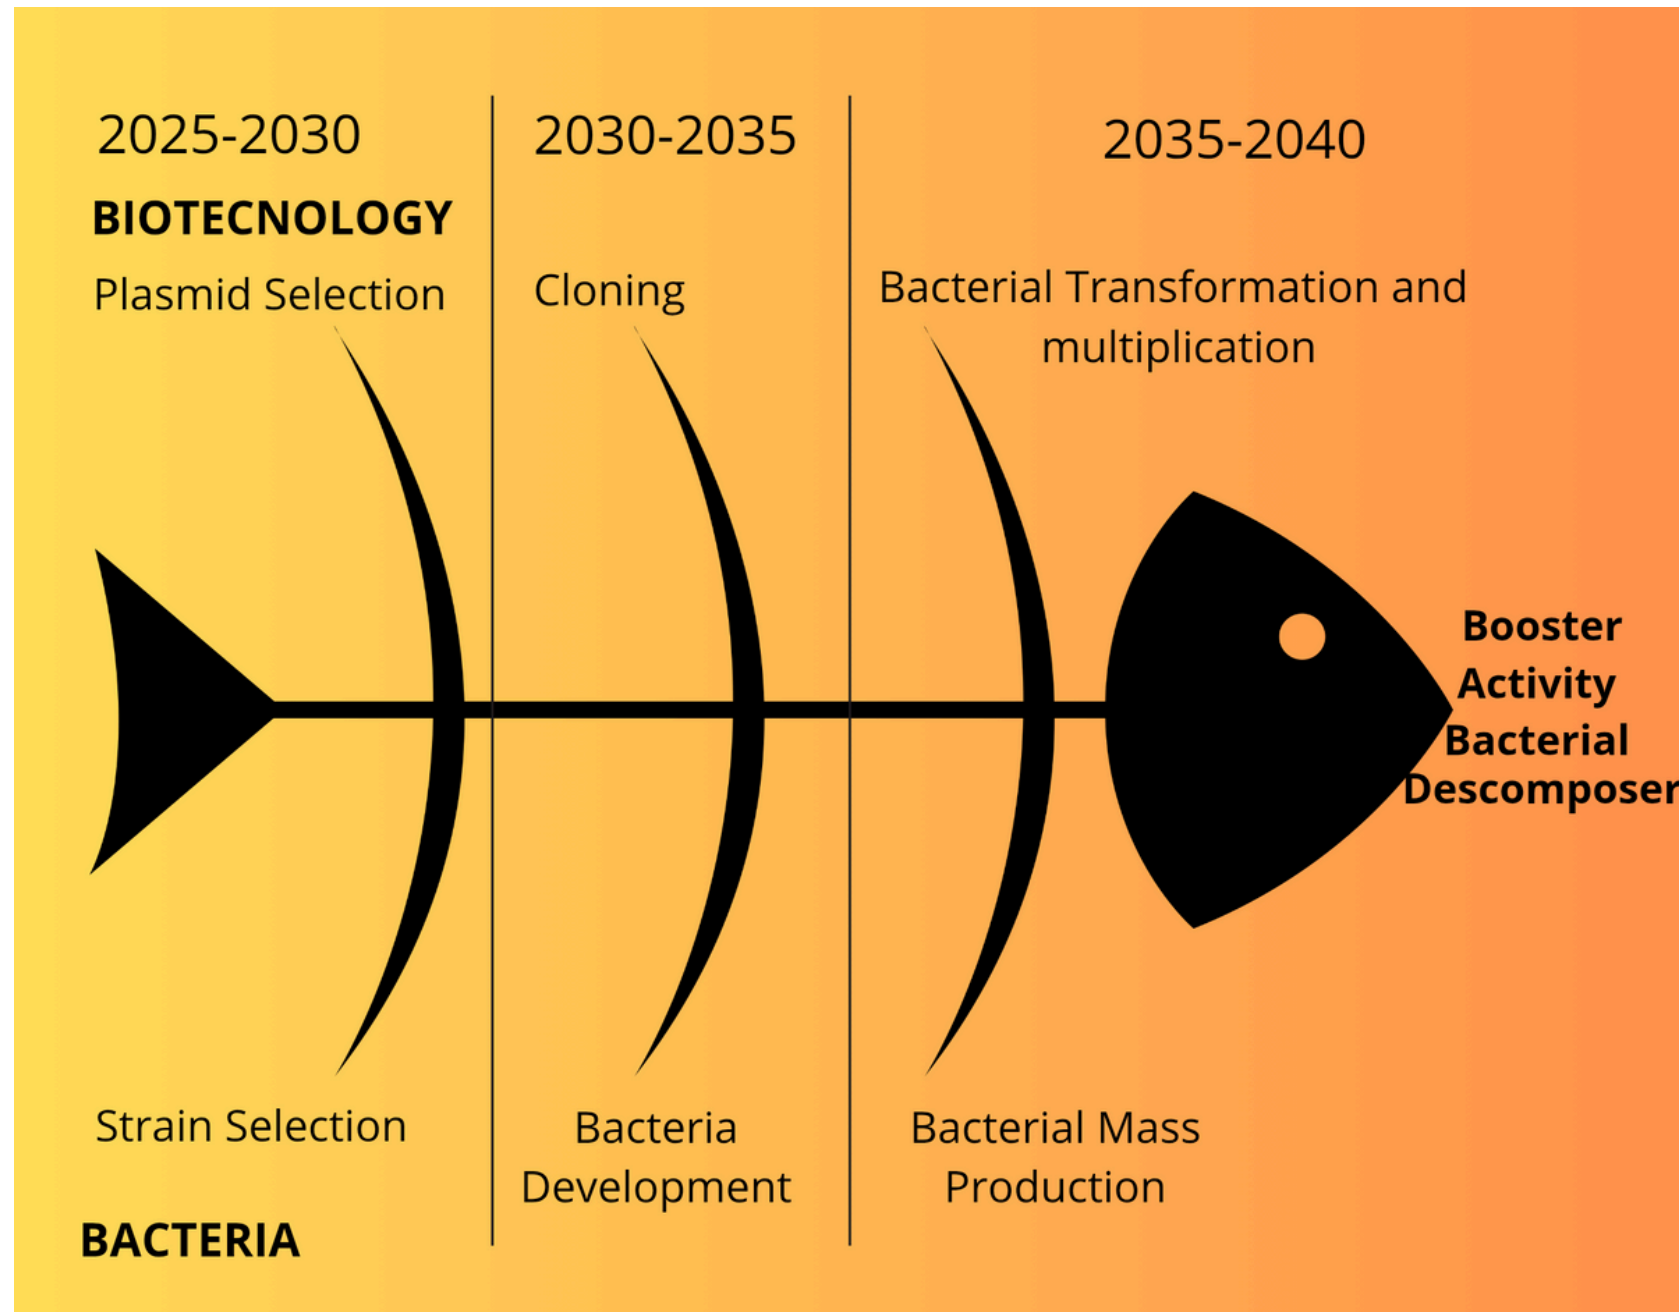 2025-2030
2030-2035
2035-2040
BIOTECNOLOGY
Plasmid Selection
Cloning
Bacterial Transformation and
multiplication
Booster
Activity
Bacterial
Descomposer
Strain Selection
Bacteria
Development
Bacterial Mass
Production
BACTERIA